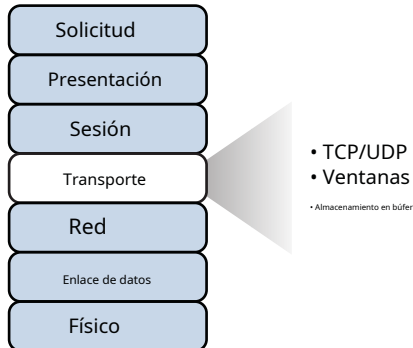 Solicitud
Presentación
Sesión
Transporte
Red
Enlace de datos
Físico
• TCP/UDP
• Ventanas
• Almacenamiento en búfer